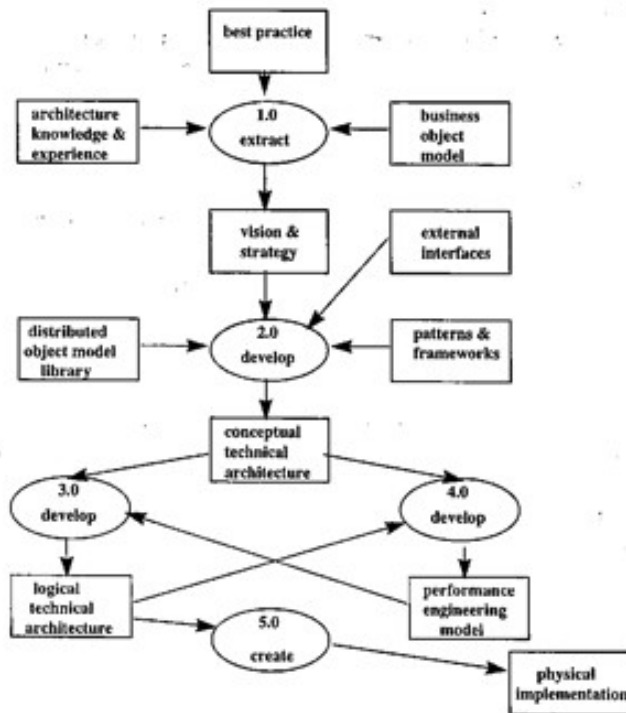 best practice
1.0
extract
architecture
knowledge &
experience
business
object
model
vision &
strategy
external
interfaces
2.0
develop
distributed
object model
library
patterns &
frameworks
conceptual
technical
architecture
3.0
develop
4.0
develop
logical
technical
architecture
performance
engineering
model
5.0
create
physical
implementation